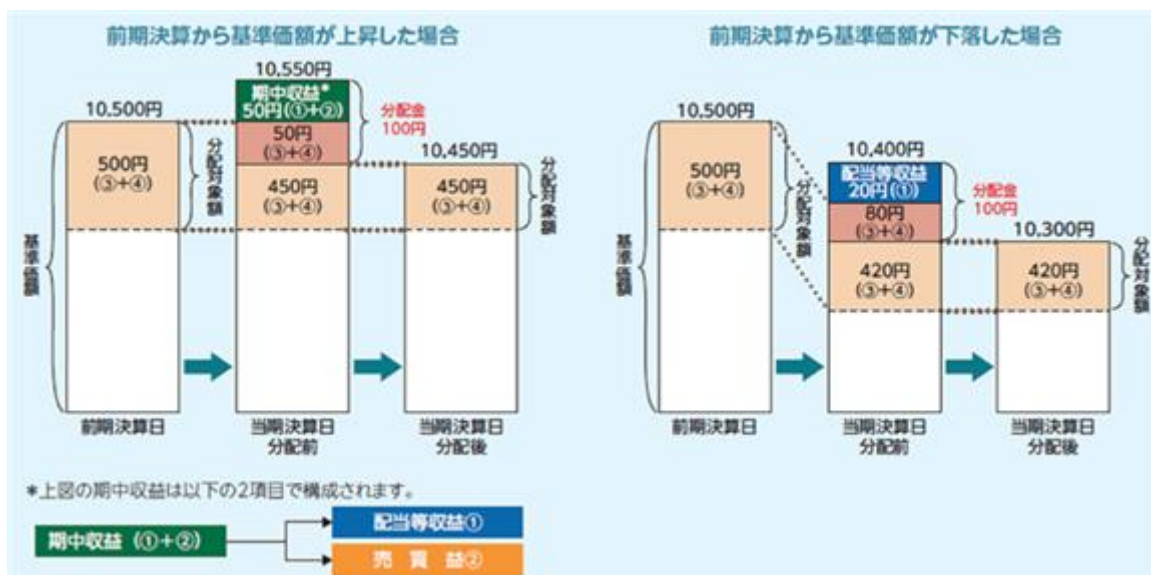 前期決算から基準価額が上昇した場合
10,550円
期中収益*
50円(①+②)
10,500円
分配金
100円
50円
(③+④)
10,450円
500円
(③+④)
分配対象額
450円
(③+④)
450円
(③+④)
分配対象額
基準価額
前期決算日
当期決算日
分配前
当期決算日
分配後
前期決算から基準価額が下落した場合
10,500円
10,400円
500円
(③+④)
分配対象額
配当等収益
20円(①)
分配金
100円
80円
(③+④)
10,300円
420円
(③+④)
420円
(③+④)
分配対象額
基準価額
前期決算日
当期決算日
分配前
当期決算日
分配後
*上図の期中収益は以下の2項目で構成されます。
期中収益 (①+②)
配当等収益①
売 買 益②